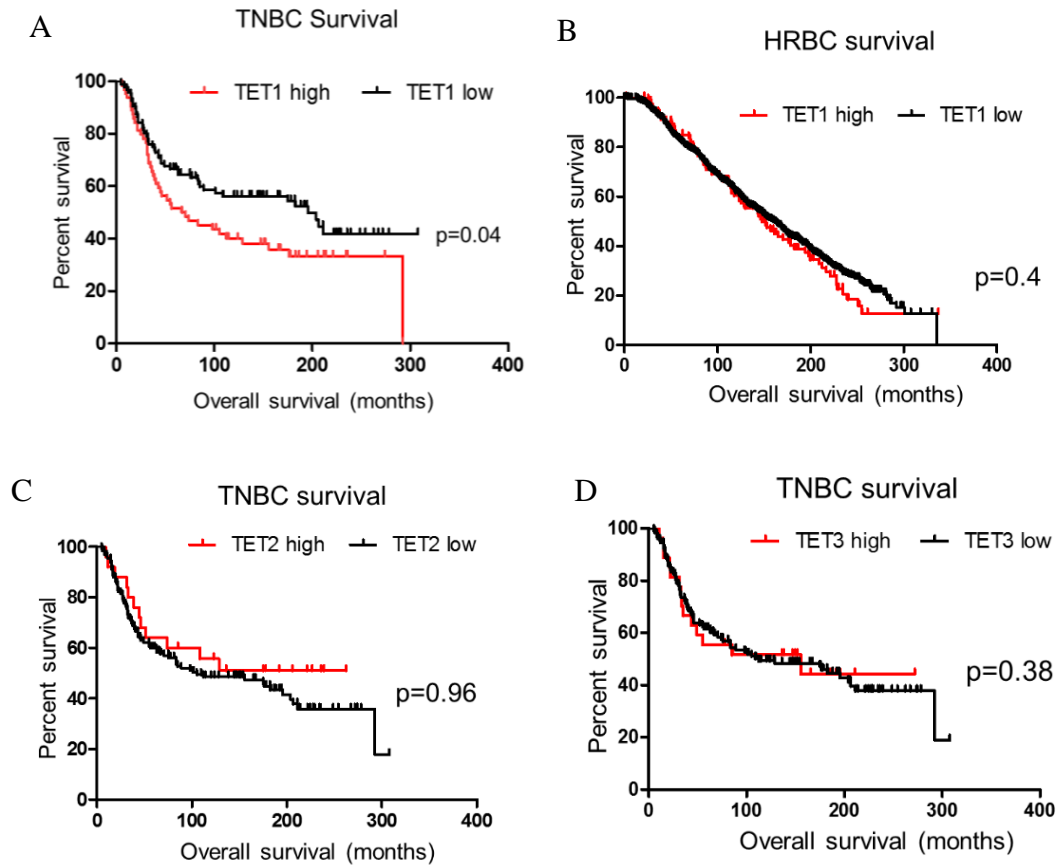 A
TNBC Survival
TET1 high TET1 low
Percent survival
100
80
60
40
20
0
p=0.04
0 100 200 300 400
Overall survival (months)
B
HRBC survival
TET1 high TET1 low
Percent survival
100
80
60
40
20
0
p=0.4
0 100 200 300 400
Overall survival (months)
C
TNBC survival
TET2 high TET2 low
Percent survival
100
80
60
40
20
0
p=0.96
0 100 200 300 400
Overall survival (months)
D
TNBC survival
TET3 high TET3 low
Percent survival
100
80
60
40
20
0
p=0.38
0 100 200 300 400
Overall survival (months)